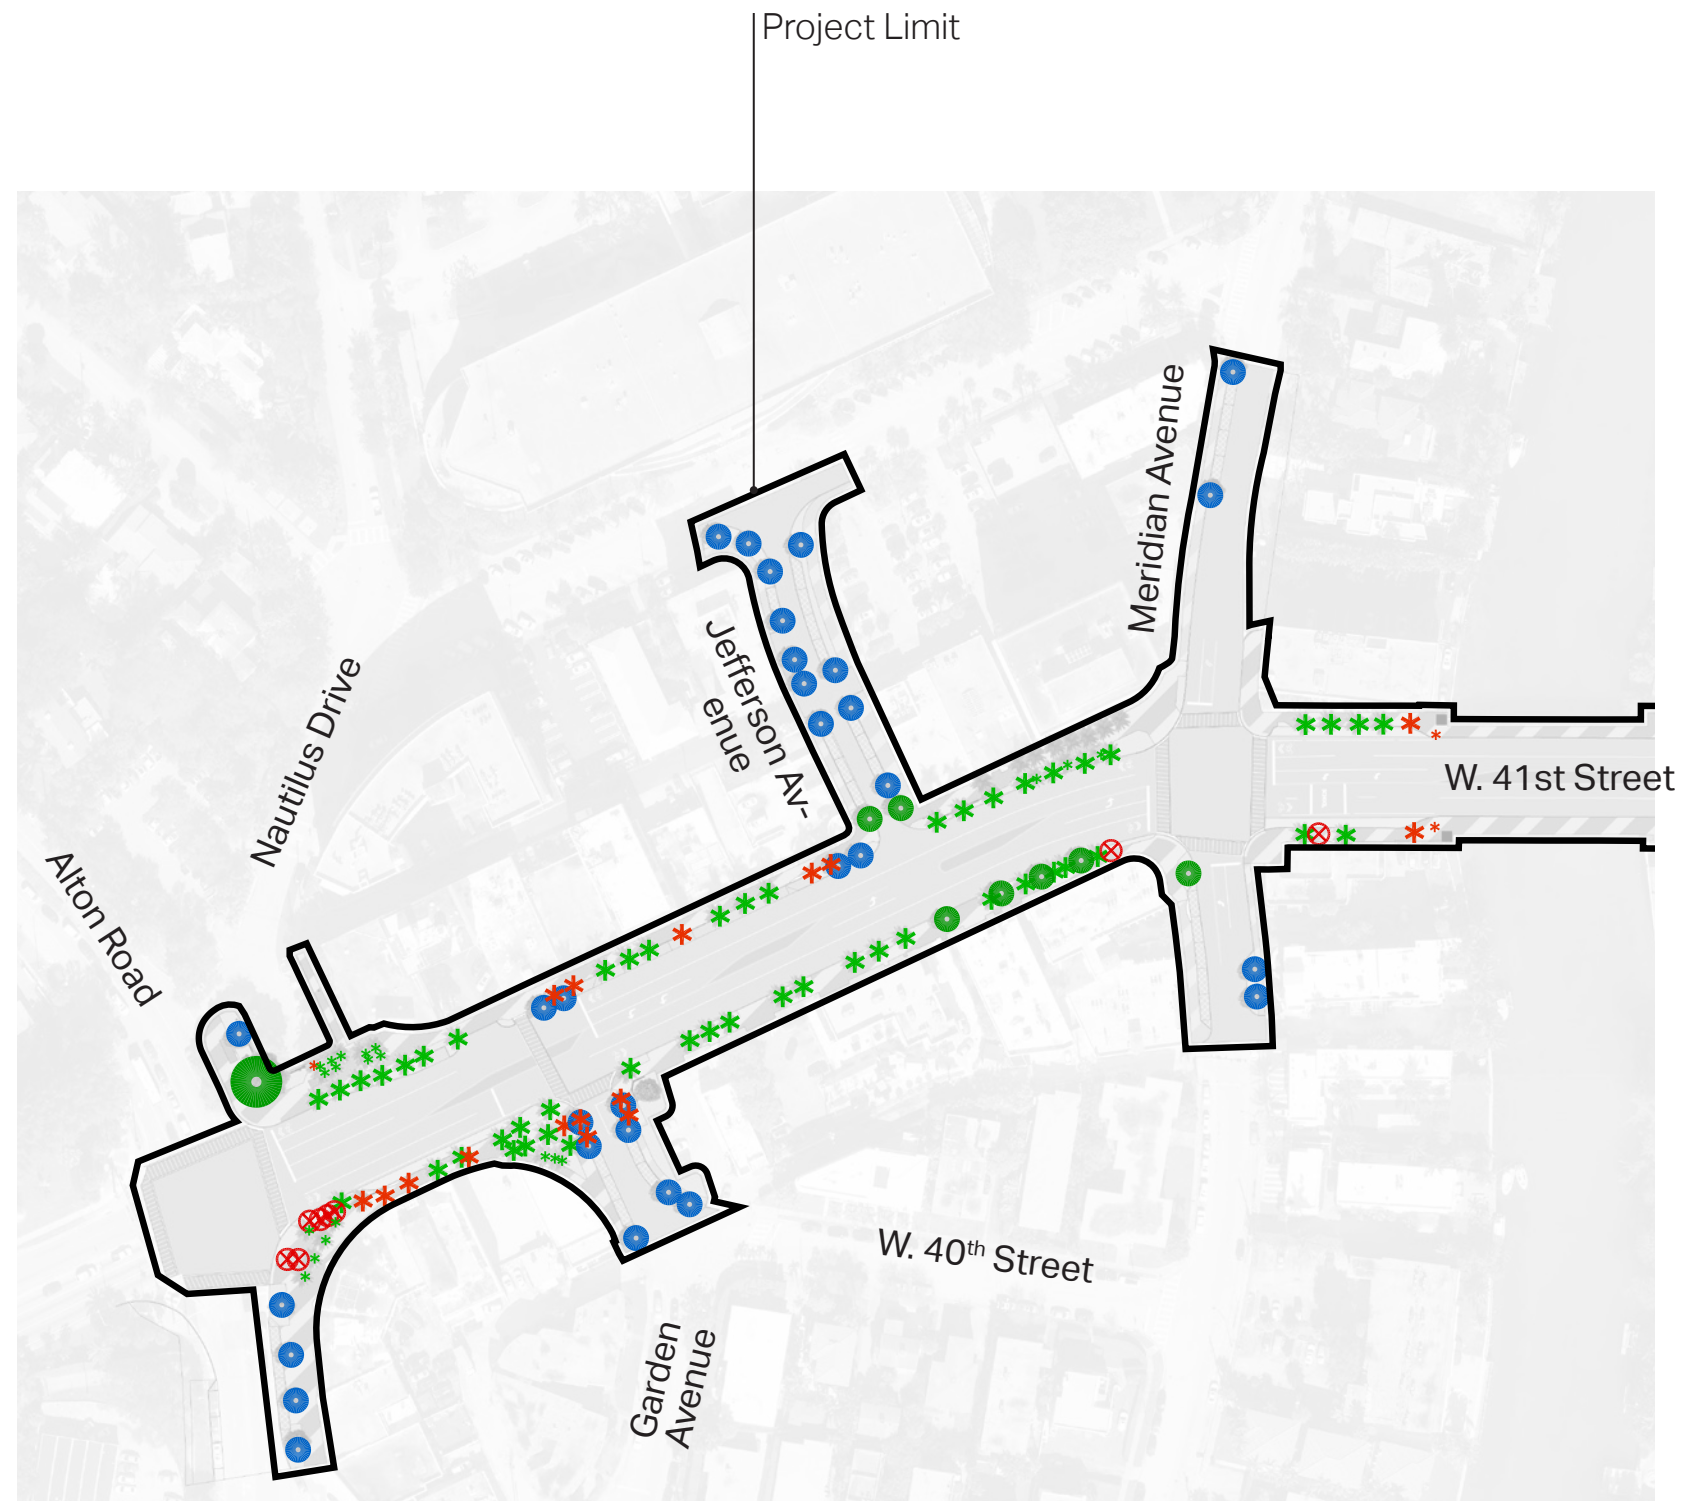 Project Limit
Meridian Avenue
Jefferson Av-
enue
Nautilus Drive
W. 41st Street
Alton Road
W. 40th Street
Garden
Avenue